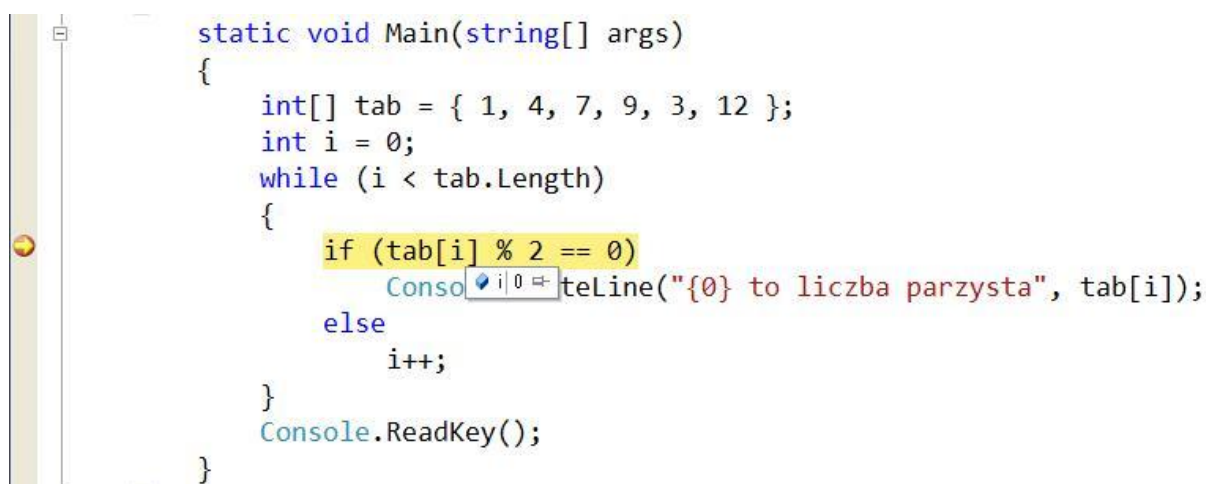 static void Main(string[] args)
{
int[] tab = { 1, 4, 7, 9, 3, 12 };
int i = 0;
while (i < tab.Length)
{
if (tab[i] % 2 == 0)
Conso i 0 teLine("{0} to liczba parzysta", tab[i]);
else
i++;
}
Console.ReadKey();
}